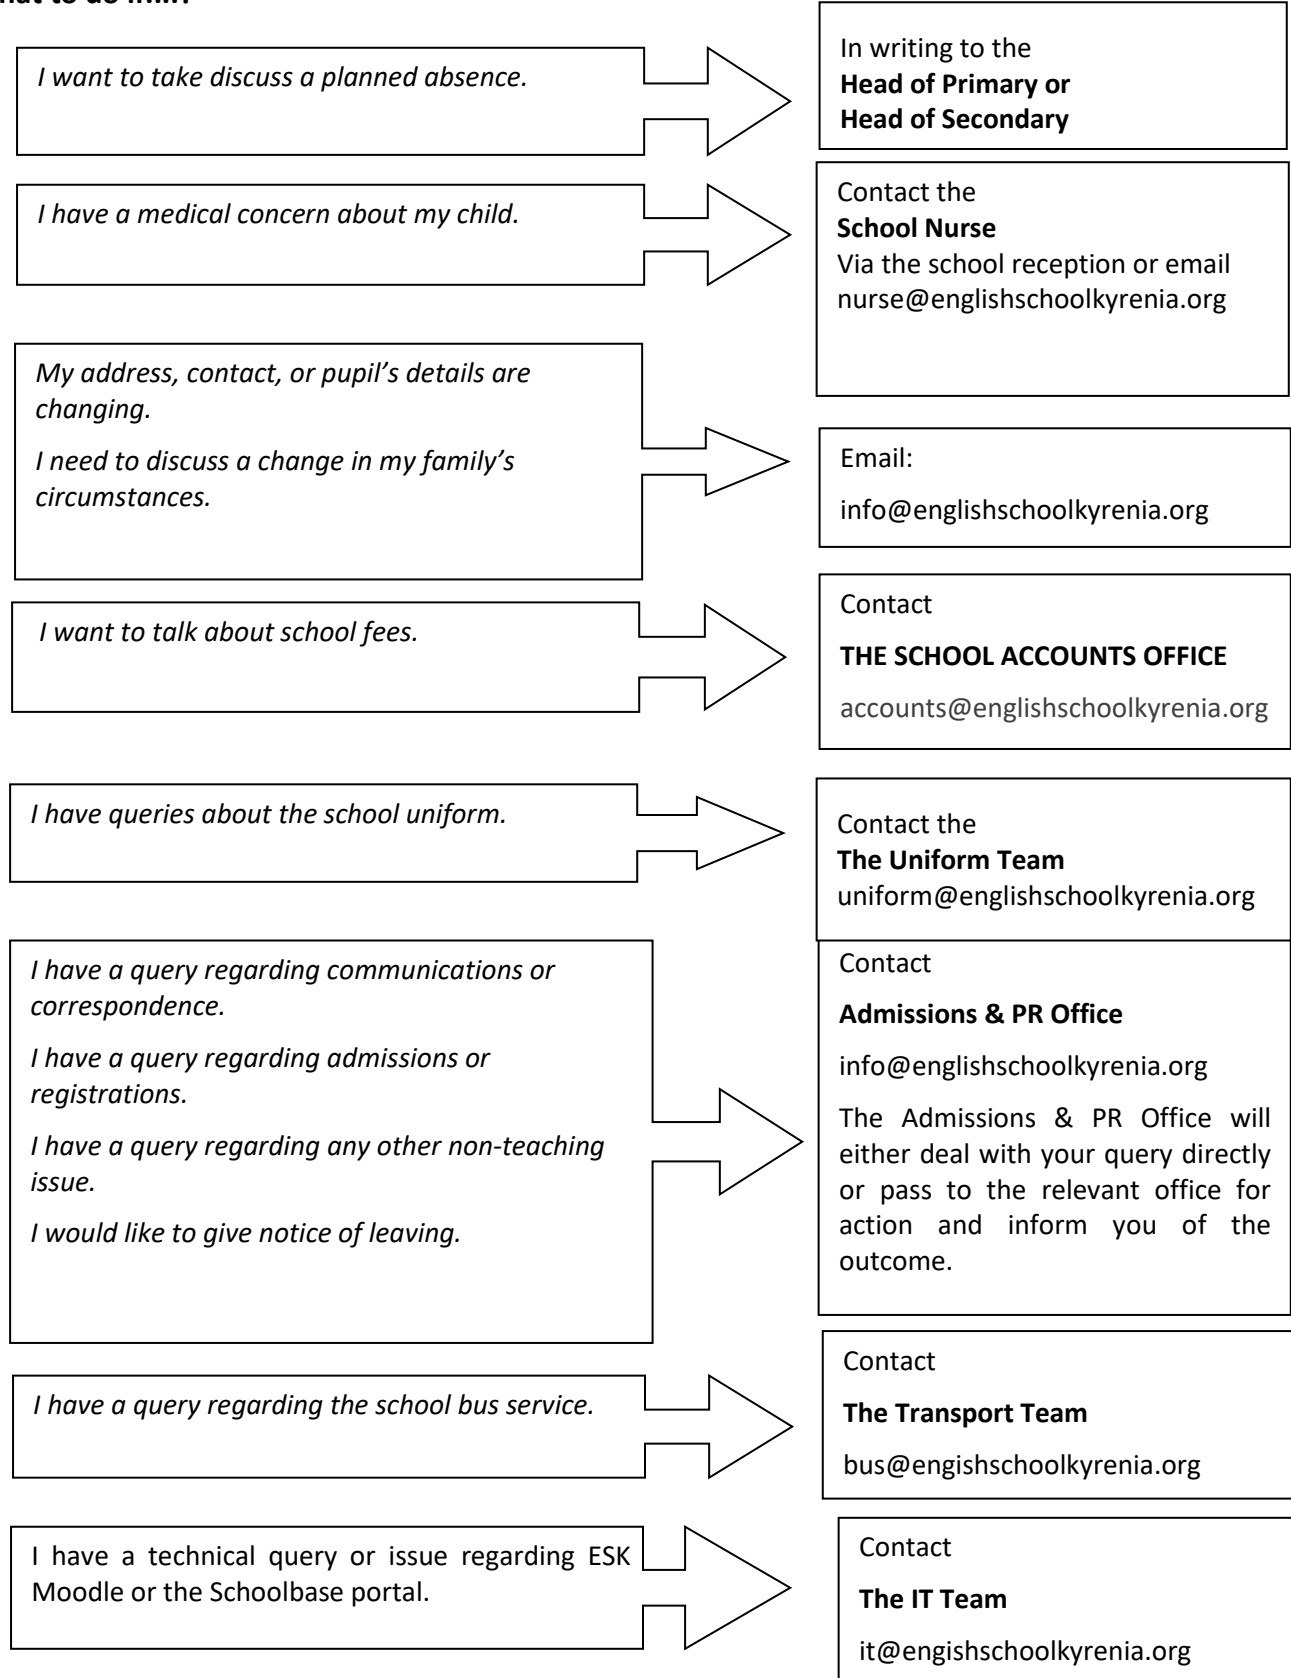 I want to take discuss a planned absence.
In writing to the
Head of Primary or
Head of Secondary
I have a medical concern about my child.
Contact the
School Nurse
Via the school reception or email
nurse@englishschoolkyrenia.org
My address, contact, or pupil’s details are
changing.
I need to discuss a change in my family’s
circumstances.
Email:
info@englishschoolkyrenia.org
I want to talk about school fees.
Contact
THE SCHOOL ACCOUNTS OFFICE
accounts@englishschoolkyrenia.org
I have queries about the school uniform.
Contact the
The Uniform Team
uniform@englishschoolkyrenia.org
I have a query regarding communications or
correspondence.
I have a query regarding admissions or
registrations.
I have a query regarding any other non-teaching
issue.
I would like to give notice of leaving.
Contact
Admissions & PR Office
info@englishschoolkyrenia.org
The Admissions & PR Office will
either deal with your query directly
or pass to the relevant office for
action and inform you of the
outcome.
I have a query regarding the school bus service.
Contact
The Transport Team
bus@engishschoolkyrenia.org
I have a technical query or issue regarding ESK
Moodle or the Schoolbase portal.
Contact
The IT Team
it@engishschoolkyrenia.org